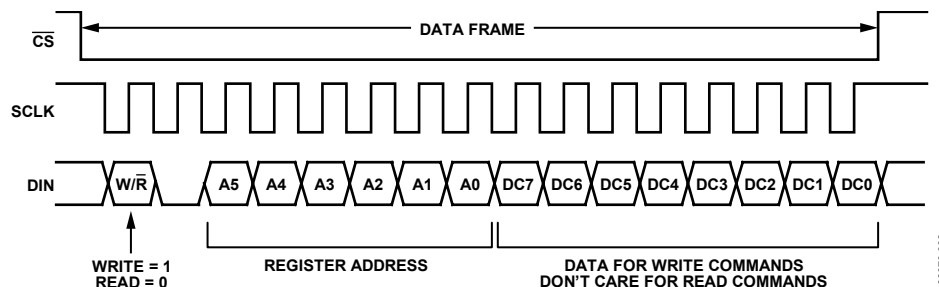 DATA FRAME
CS
SCLK
DIN W/R A5 A4 A3 A2 A1 A0 DC7 DC6 DC5 DC4 DC3 DC2 DC1 DC0
WRITE = 1
READ = 0
REGISTER ADDRESS
DATA FOR WRITE COMMANDS
DON'T CARE FOR READ COMMANDS